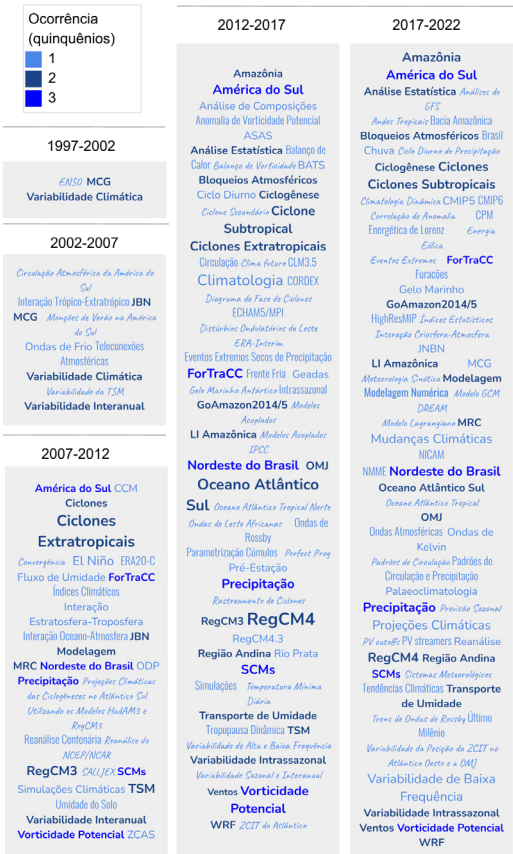 Ocorrência
(quinquênios)
1
2
3
1997-2002
ENSO MCG
Variabilidade Climática
2002-2007
Circulação Atmosférica da América do
Sul
Interação Trópico-Extratrópico JBN
MCG Monções de Verão na América
do Sul
Ondas de Frio Teleconexões
Atmosféricas
Variabilidade Climática
Variabilidade da TSM
Variabilidade Interanual
2007-2012
América do Sul CCM
Ciclones
Ciclones
Extratropicais
Convergência El Niño ERA20-C
Fluxo de Umidade ForTraCC
Índices Climáticos
Interação
Estratosfera-Troposfera
Interação Oceano-Atmosfera JBN
Modelagem
MRC Nordeste do Brasil ODP
Precipitação Projeções Climáticas
das Ciclogêneses no Atlântico Sul
Utilizando os Modelos HadAM3 e
RegCM3
Reanálise Centenária Reanálise do
NCEP/NCAR
RegCM3 SALLJEX SCMs
Simulações Climáticas TSM
Umidade do Solo
Variabilidade Interanual
Vorticidade Potencial ZCAS
2012-2017
Amazônia
América do Sul
Análise de Composições
Anomalia de Vorticidade Potencial
ASAS
Análise Estatística Balanço de
Calor Balanço de Vorticidade BATS
Bloqueios Atmosféricos
Ciclo Diurno Ciclogênese
Ciclone Secundário Ciclone
Subtropical
Ciclones Extratropicais
Circulação Clima futuro CLM3.5
Climatologia CORDEX
Diagrama de Fase de Ciclones
ECHAM5/MPI
Distúrbios Ondulatórios de Leste
ERA-Interim
Eventos Extremos Secos de Precipitação
ForTraCC Frente Fria Geadas
Gelo Marinho Antártico Intrassazonal
GoAmazon2014/5 Modelos
Acoplados
LI Amazônica Modelos Acoplados
IPCC
Nordeste do Brasil OMJ
Oceano Atlântico
Sul Oceano Atlântico Tropical Norte
Ondas de Leste Africanas Ondas de
Rossby
Parametrização Cúmulos Perfect Prog
Pré-Estação
Precipitação
Rastreamento de Ciclones
RegCM3 RegCM4
RegCM4.3
Região Andina Rio Prata
SCMs
Simulações Temperatura Mínima
Diária
Transporte de Umidade
Tropopausa Dinâmica TSM
Variabilidade de Alta e Baixa Frequência
Variabilidade Intrassazonal
Variabilidade Sazonal e Interanual
Ventos Vorticidade
Potencial
WRF ZCIT do Atlântico
2017-2022
Amazônia
América do Sul
Análise Estatística Análises de
GFS
Andes Tropicais Bacia Amazônica
Bloqueios Atmosféricos Brasil
Chuva Ciclo Diurno de Precipitação
Ciclogênese Ciclones
Ciclones Subtropicais
Climatologia Dinâmica CMIP5 CMIP6
Correlação de Anomalia CPM
Energética de Lorenz Energia
Eólica
Eventos Extremos ForTraCC
Furacões
Gelo Marinho
GoAmazon2014/5
HighResMIP Índices Estatísticos
Interação Criosfera-Atmosfera
JNBN
LI Amazônica MCG
Meteorologia Sinótica Modelagem
Modelagem Numérica Modelo GCM
DREAM
Modelo Lagrangiano MRC
Mudanças Climáticas
NICAM
NMME Nordeste do Brasil
Oceano Atlântico Sul
Oceano Atlântico Tropical
OMJ
Ondas Atmosféricas Ondas de
Kelvin
Padrões de Circulação Padrões de
Circulação e Precipitação
Palaeoclimatologia
Precipitação Previsão Sazonal
Projeções Climáticas
PV cutoffs PV streamers Reanálise
RegCM4 Região Andina
SCMs Sistemas Meteorológicos
Tendências Climáticas Transporte
de Umidade
Trens de Ondas de Rossby Último
Milênio
Variabilidade da Posição da ZCIT no
Atlântico Oeste e a OMJ
Variabilidade de Baixa
Frequência
Variabilidade Intrassazonal
Ventos Vorticidade Potencial
WRF